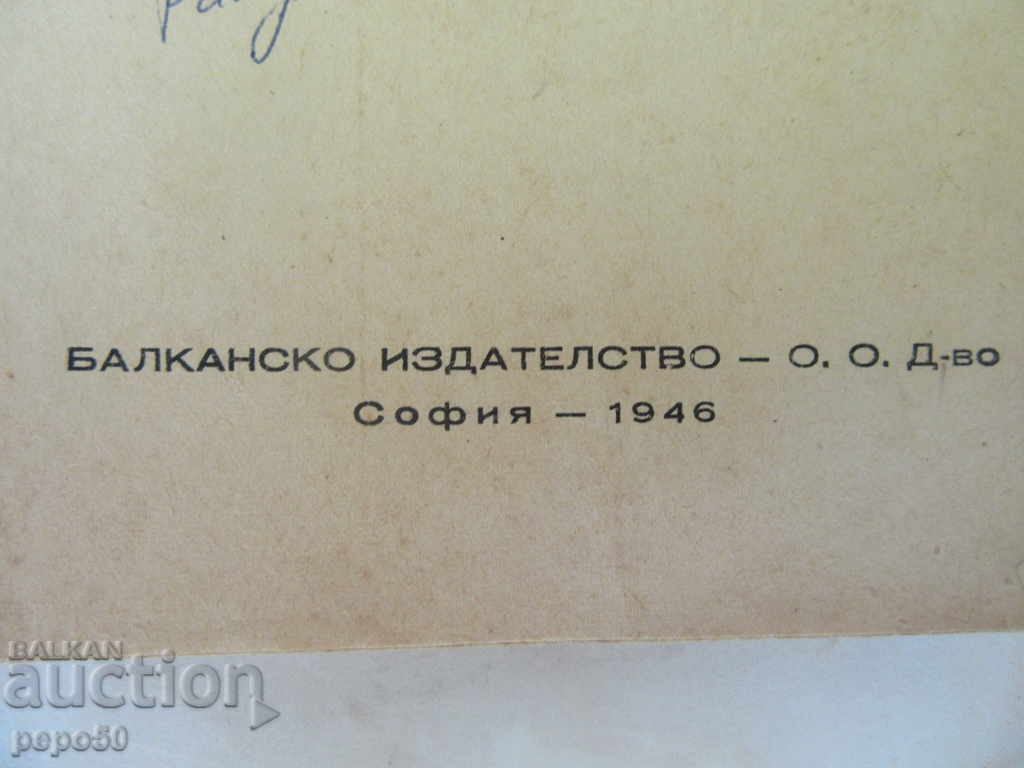 БАЛКАНСКО ИЗДАТЕЛСТВО — О. О. Д-во
София — 1946
BALKAN
auction
pepo50